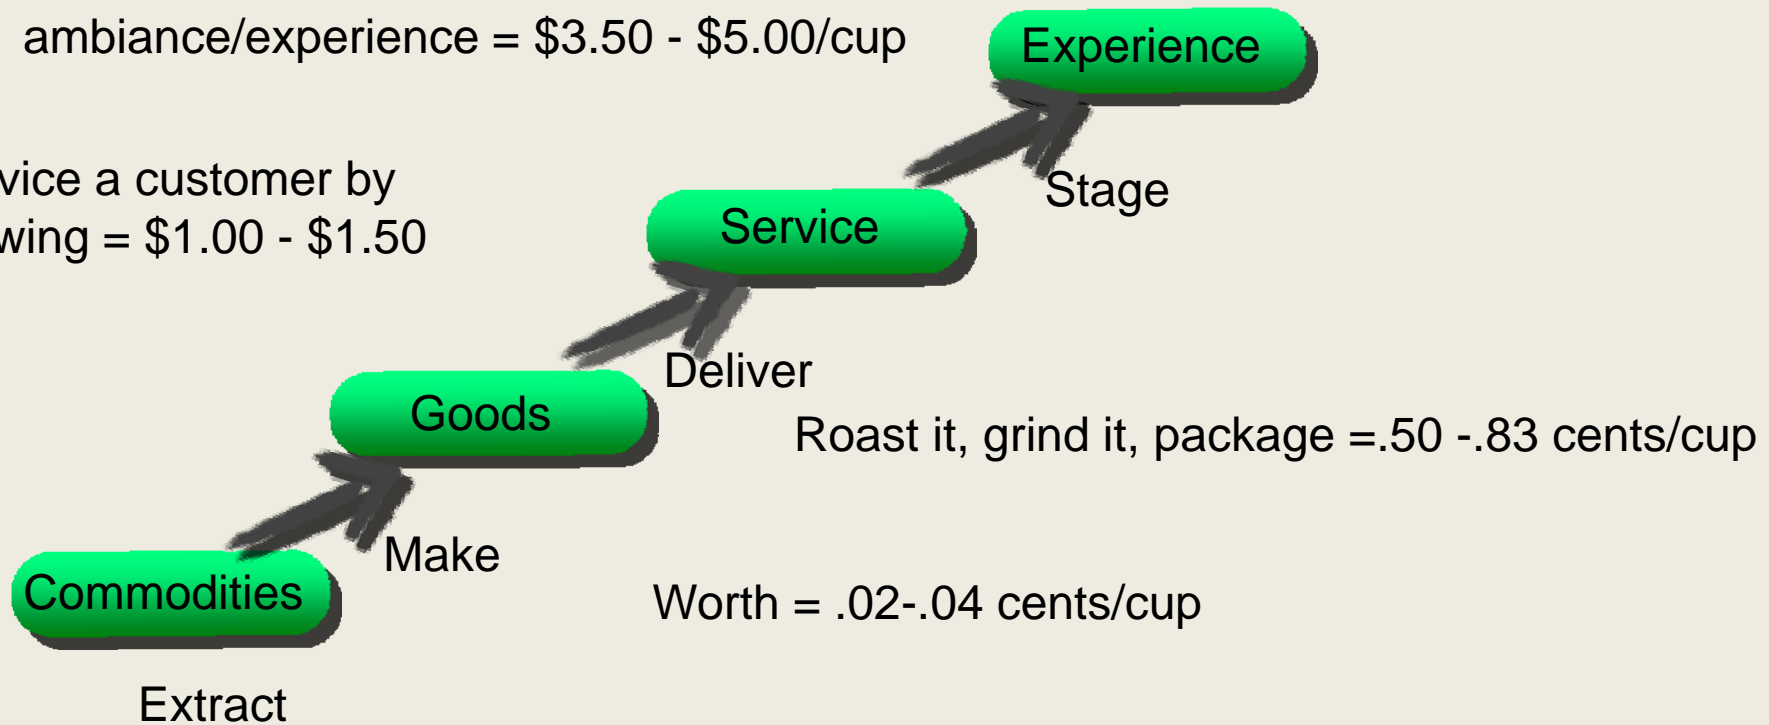 ambiance/experience = $3.50 - $5.00/cup
Experience
vice a customer by
wing = $1.00 - $1.50
Stage
Service
Deliver
Goods
Roast it, grind it, package =.50 -.83 cents/cup
Make
Commodities
Worth = .02-.04 cents/cup
Extract